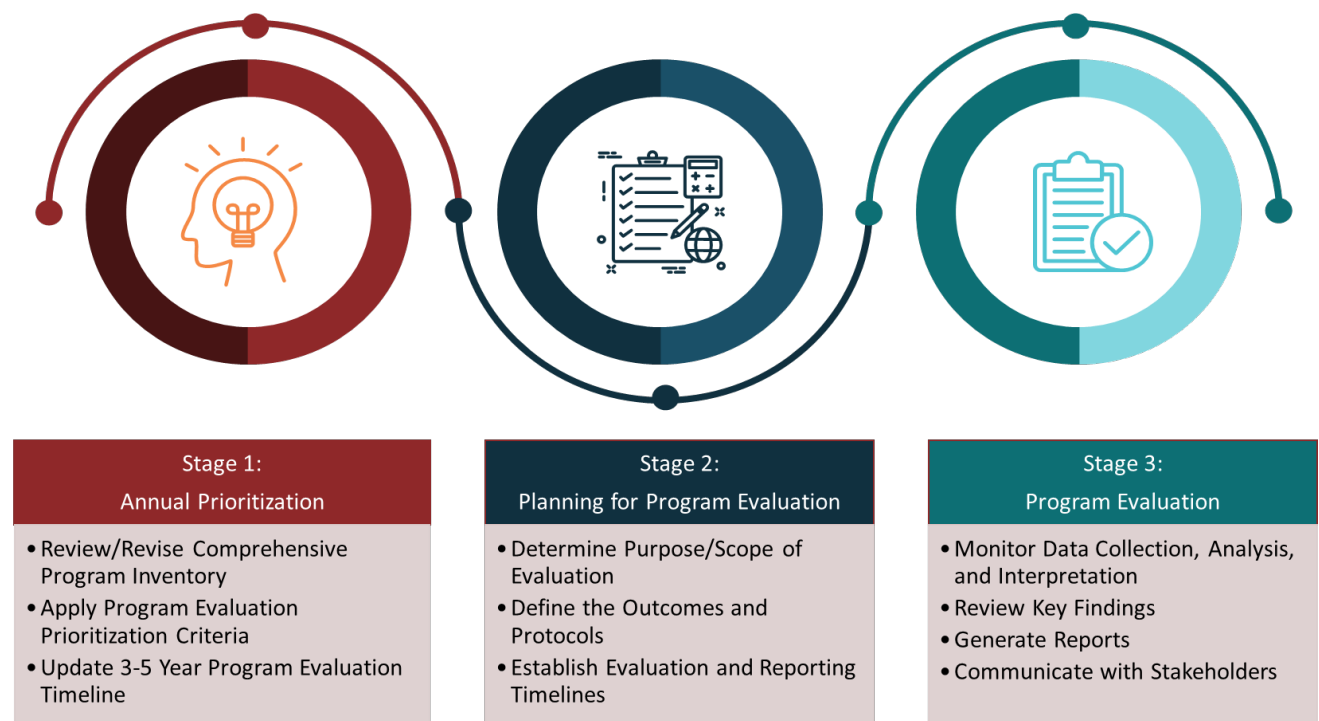 Stage 1:
Annual Prioritization
• Review/Revise Comprehensive
Program Inventory
• Apply Program Evaluation
Prioritization Criteria
• Update 3-5 Year Program Evaluation
Timeline
Stage 2:
Planning for Program Evaluation
• Determine Purpose/Scope of
Evaluation
• Define the Outcomes and
Protocols
• Establish Evaluation and Reporting
Timelines
Stage 3:
Program Evaluation
• Monitor Data Collection, Analysis,
and Interpretation
• Review Key Findings
• Generate Reports
• Communicate with Stakeholders